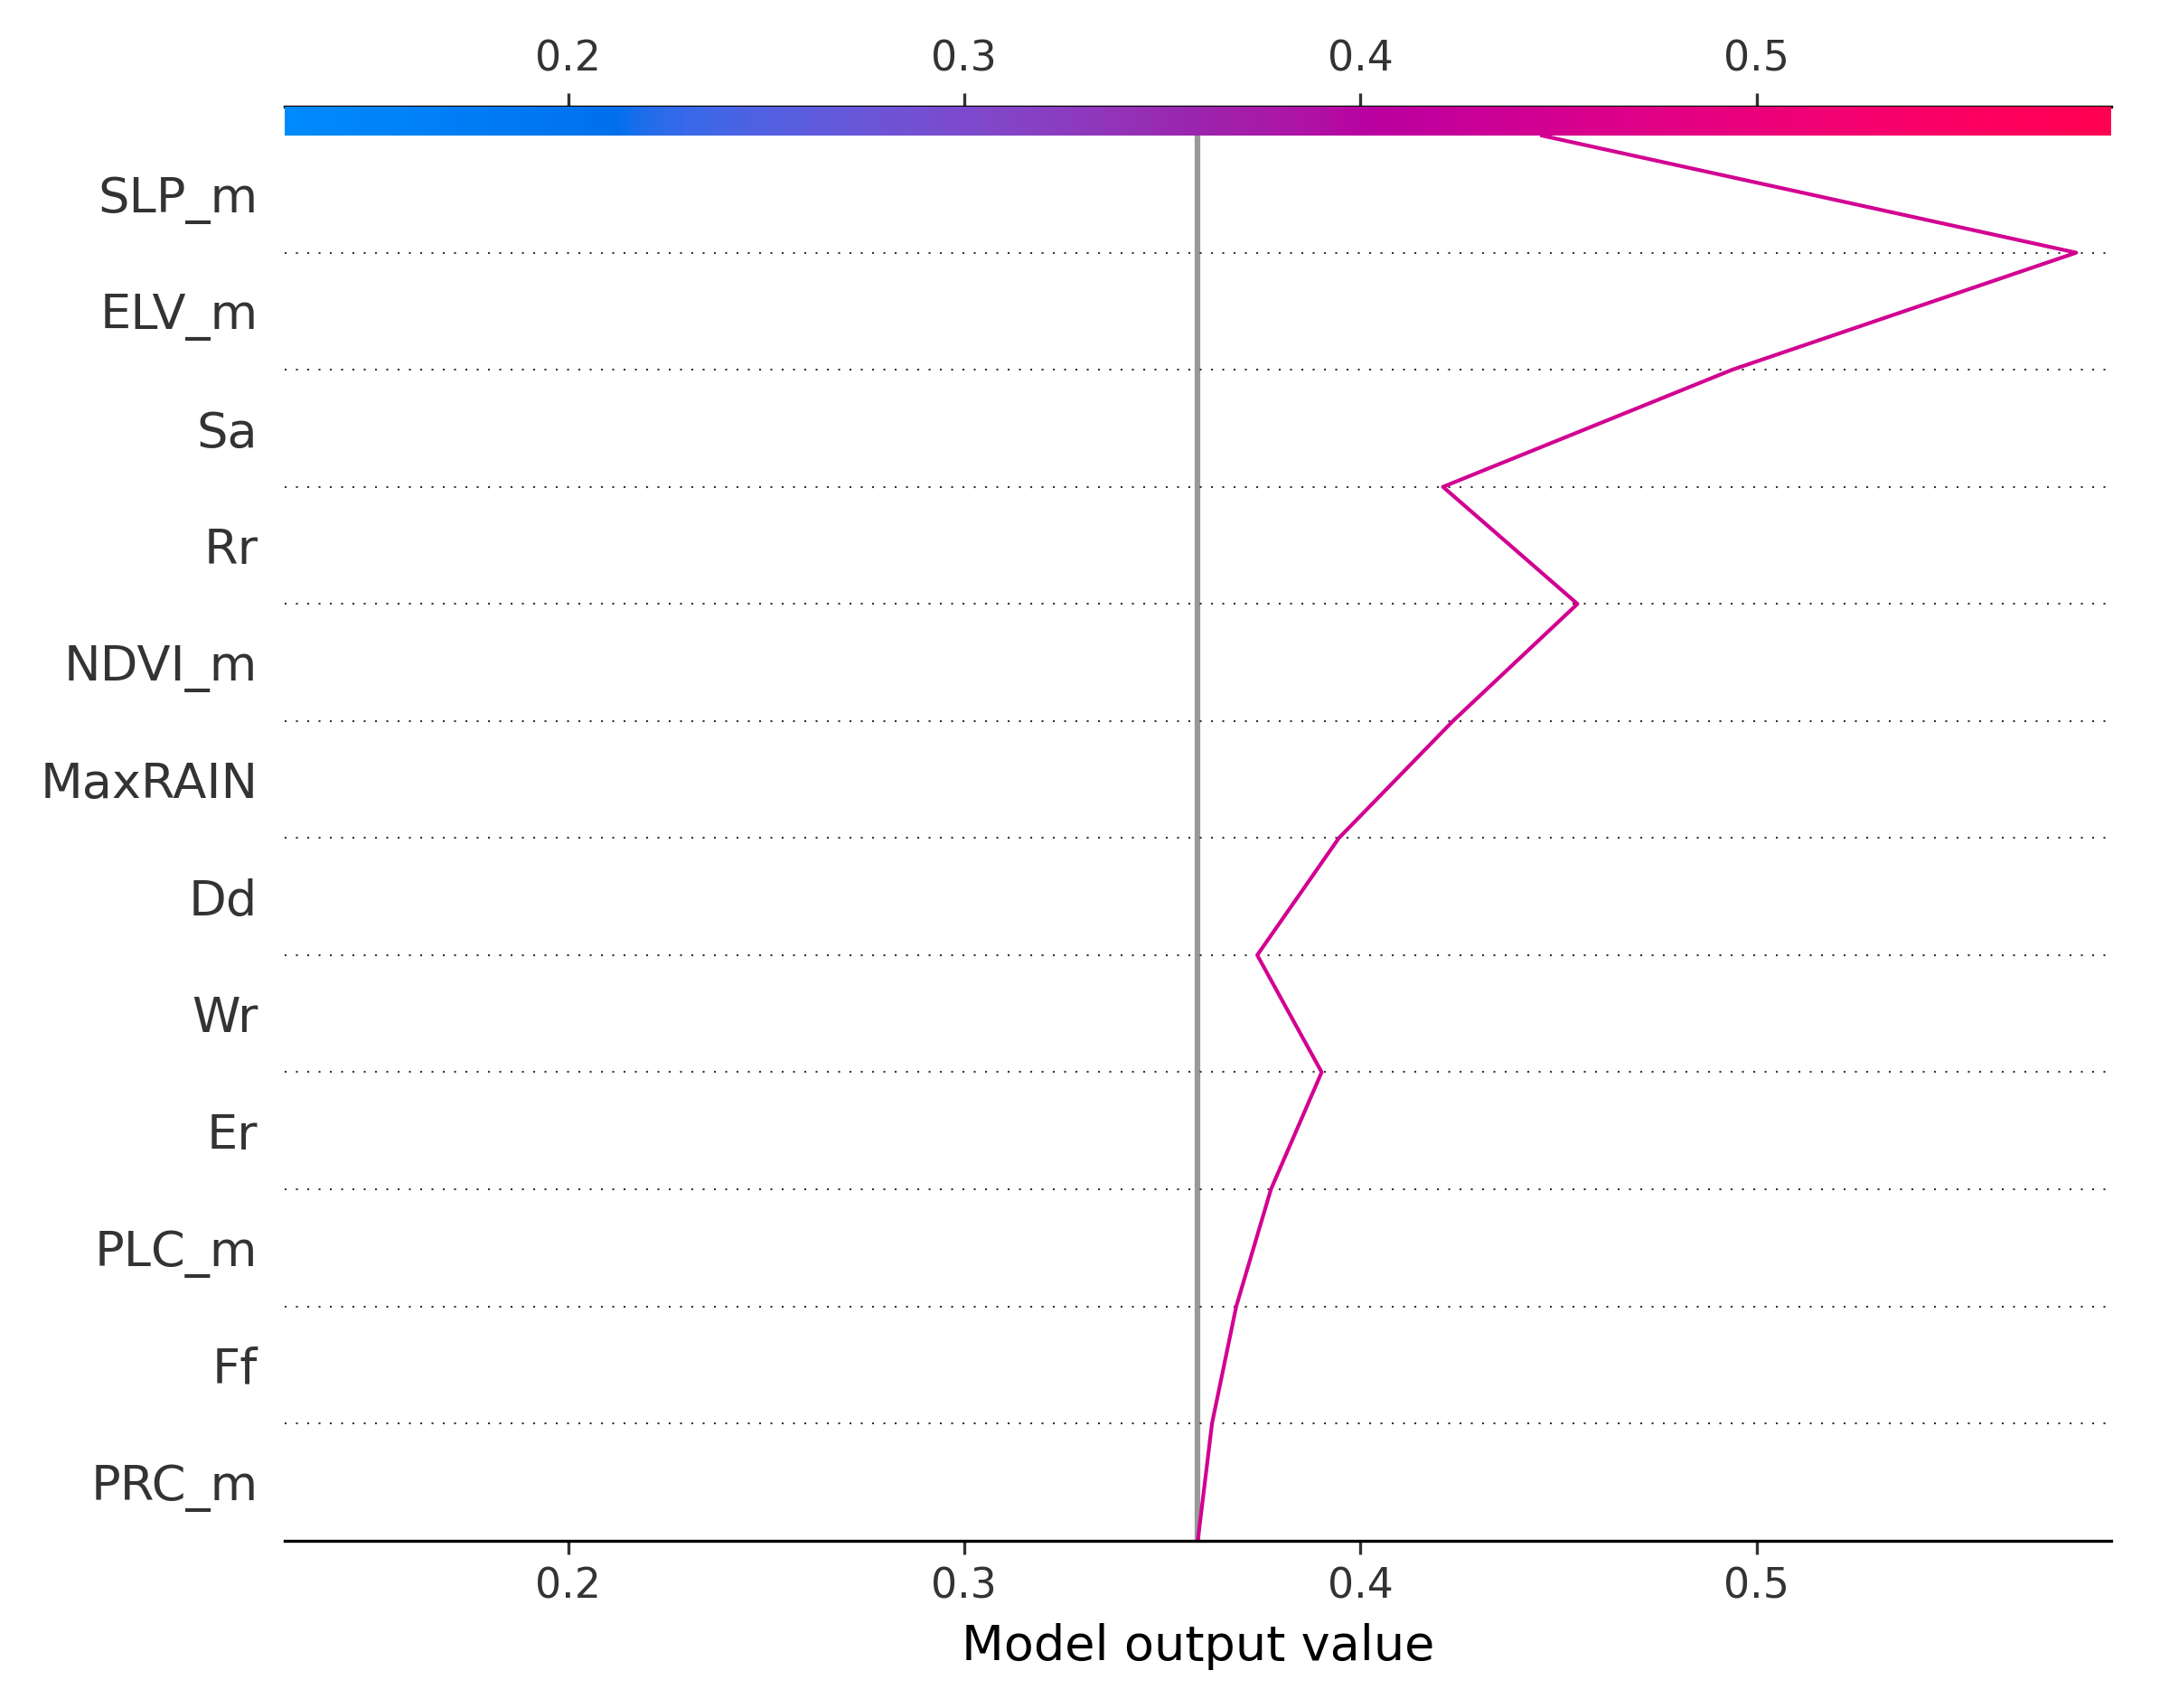 0.2 0.3 0.4 0.5
SLP_m
ELV_m
Sa
Rr
NDVI_m
MaxRAIN
Dd
Wr
Er
PLC_m
Ff
PRC_m
0.2 0.3 0.4 0.5
Model output value